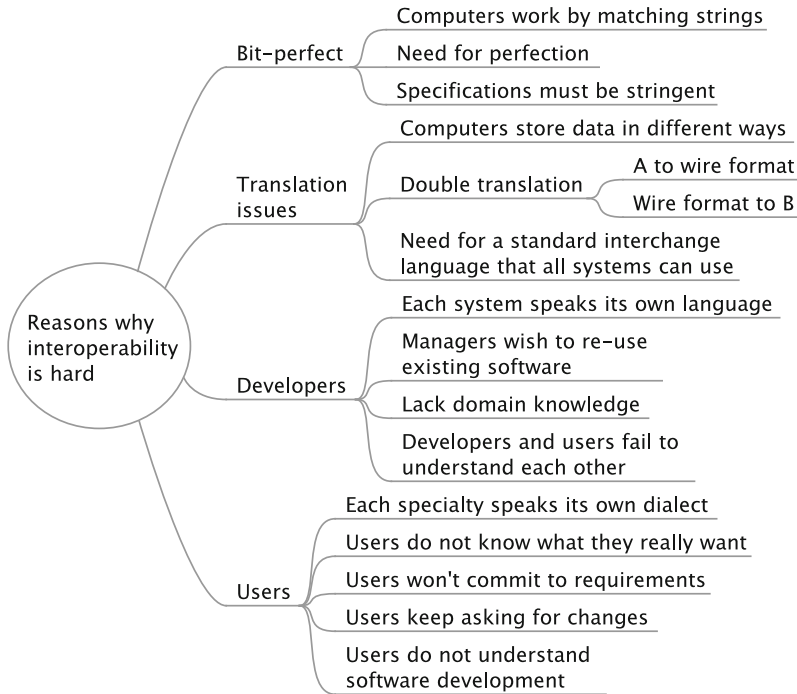 Reasons why
interoperability
is hard
Bit-perfect
Computers work by matching strings
Need for perfection
Specifications must be stringent
Translation
issues
Computers store data in different ways
Double translation
A to wire format
Wire format to B
Need for a standard interchange
language that all systems can use
Developers
Each system speaks its own language
Managers wish to re-use
existing software
Lack domain knowledge
Developers and users fail to
understand each other
Users
Each specialty speaks its own dialect
Users do not know what they really want
Users won't commit to requirements
Users keep asking for changes
Users do not understand
software development